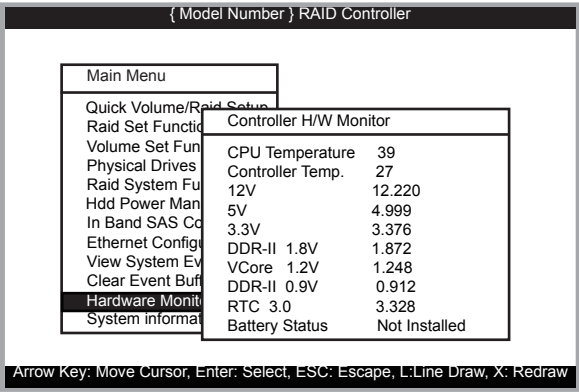 { Model Number } RAID Controller
Main Menu
Quick Volume/Raid Setup
Raid Set Functio
Volume Set Fun
Physical Drives
Raid System Fu
Hdd Power Man
In Band SAS Co
Ethernet Configu
View System Ev
Clear Event Buff
Hardware Monit
System informat
Controller H/W Monitor
CPU Temperature 39
Controller Temp. 27
12V 12.220
5V 4.999
3.3V 3.376
DDR-II 1.8V 1.872
VCore 1.2V 1.248
DDR-II 0.9V 0.912
RTC 3.0 3.328
Battery Status Not Installed
Arrow Key: Move Cursor, Enter: Select, ESC: Escape, L:Line Draw, X: Redraw